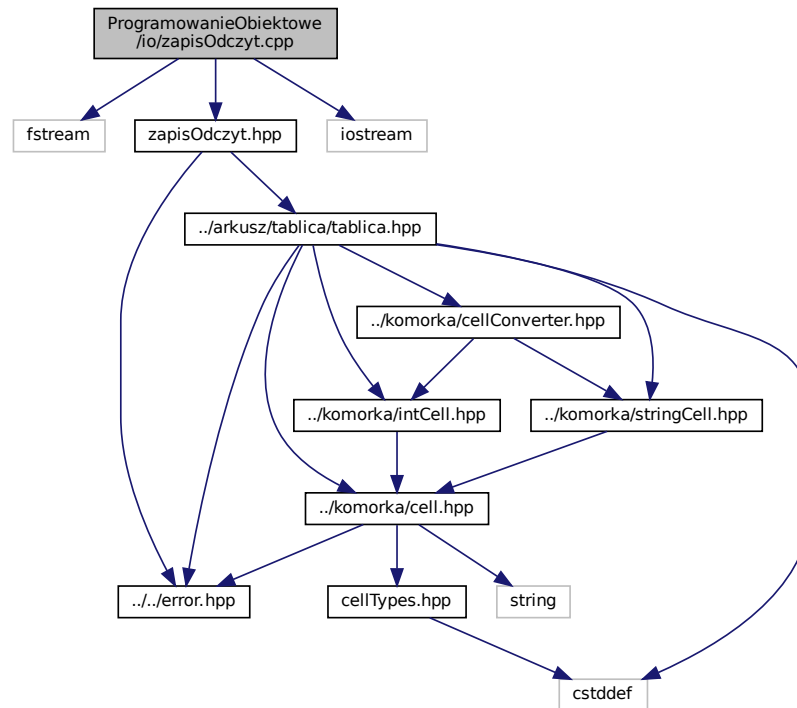 ProgramowanieObiektowe
/io/zapisOdczyt.cpp
fstream
zapisOdczyt.hpp
iostream
../arkusz/tablica/tablica.hpp
../komorka/cellConverter.hpp
../komorka/intCell.hpp
../komorka/stringCell.hpp
../komorka/cell.hpp
../../error.hpp
cellTypes.hpp
string
cstddef